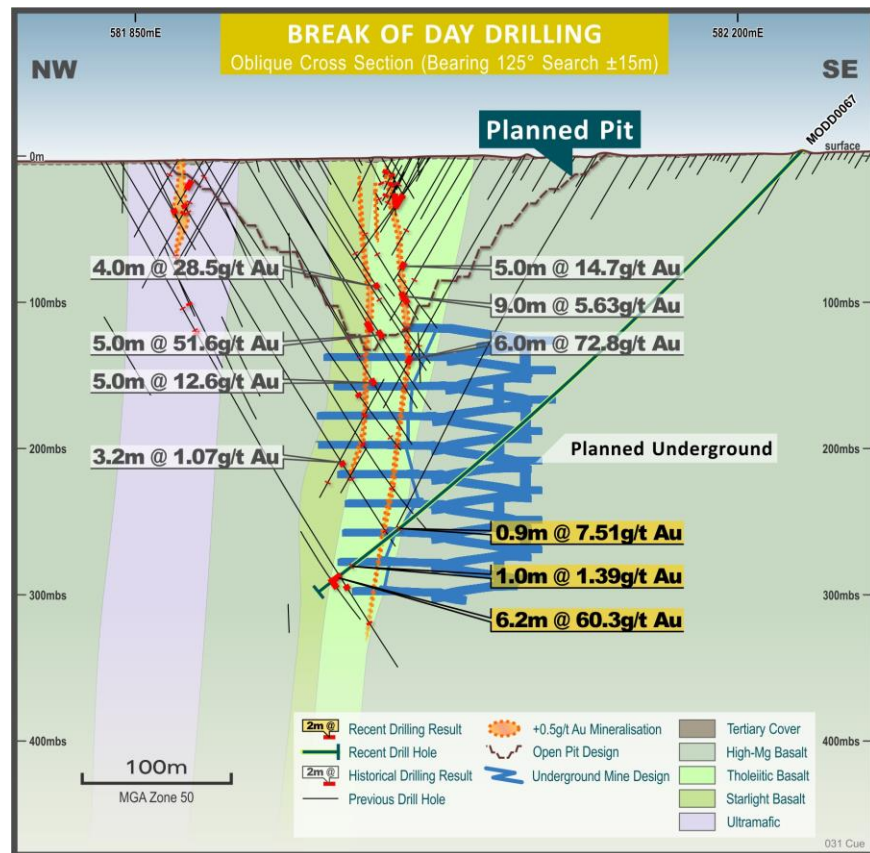 581 850mE
582 200mE
BREAK OF DAY DRILLING
Oblique Cross Section (Bearing 125° Search ±15m)
NW
SE
MODD0067
Planned Pit
surface
0m
0m
4.0m @ 28.5g/t Au
5.0m @ 14.7g/t Au
100mbs
9.0m @ 5.63g/t Au
100mbs
5.0m @ 51.6g/t Au
6.0m @ 72.8g/t Au
5.0m @ 12.6g/t Au
3.2m @ 1.07g/t Au
Planned Underground
200mbs
200mbs
0.9m @ 7.51g/t Au
1.0m @ 1.39g/t Au
300mbs
300mbs
6.2m @ 60.3g/t Au
2m @
Recent Drilling Result
Recent Drill Hole
2m @
Historical Drilling Result
Previous Drill Hole
+0.5g/t Au Mineralisation
Open Pit Design
Underground Mine Design
Tertiary Cover
High-Mg Basalt
Tholeiitic Basalt
Starlight Basalt
Ultramafic
400mbs
400mbs
100m
MGA Zone 50
031 Cue